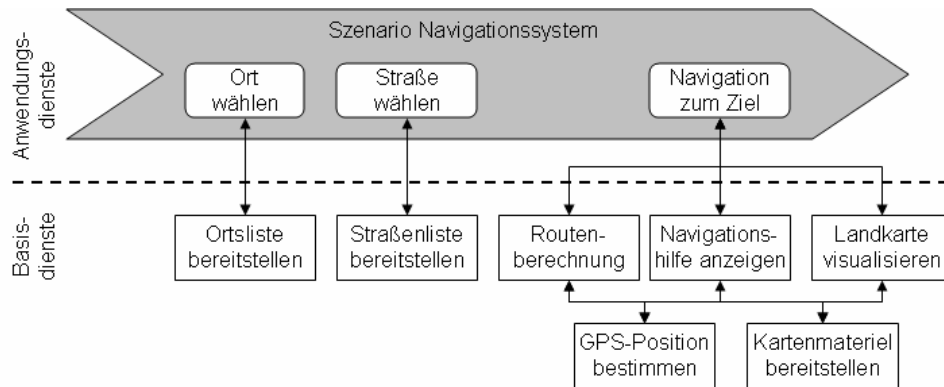 Szenario Navigationssystem
Anwendungs-
dienste
Ort
wählen
Straße
wählen
Navigation
zum Ziel
Basis-
dienste
Ortsliste
bereitstellen
Straßenliste
bereitstellen
Routen-
berechnung
Navigations-
hilfe anzeigen
Landkarte
visualisieren
GPS-Position
bestimmen
Kartenmateriel
bereitstellen